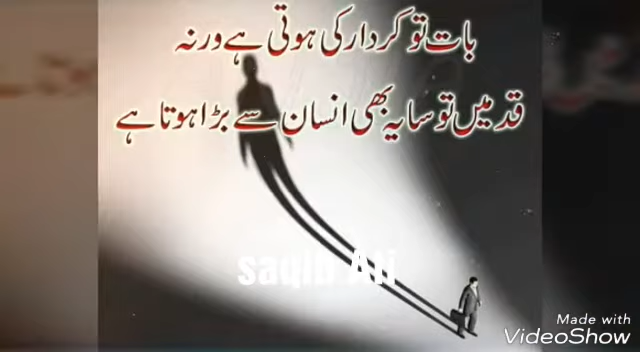 بات تو کردار کی ہوتی ہے ورنہ
قد میں تو سایہ بھی انسان سے بڑا ہوتا ہے
saqib Ali
Made with
VideoShow